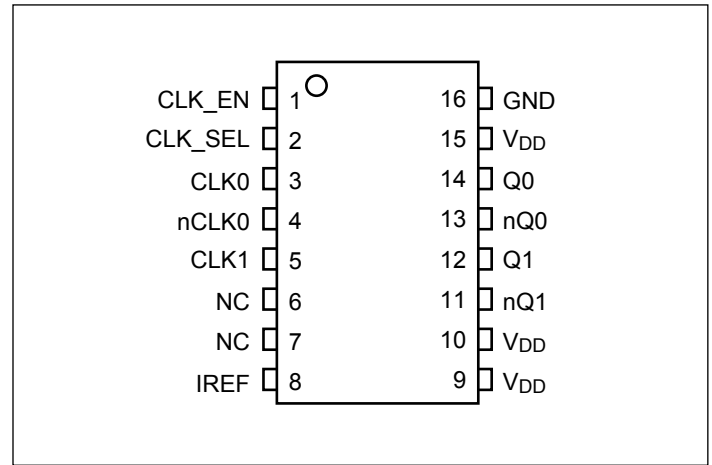 CLK_EN 1 16 GND
CLK_SEL 2 15 VDD
CLK0 3 14 Q0
nCLK0 4 13 nQ0
CLK1 5 12 Q1
NC 6 11 nQ1
NC 7 10 VDD
IREF 8 9 VDD